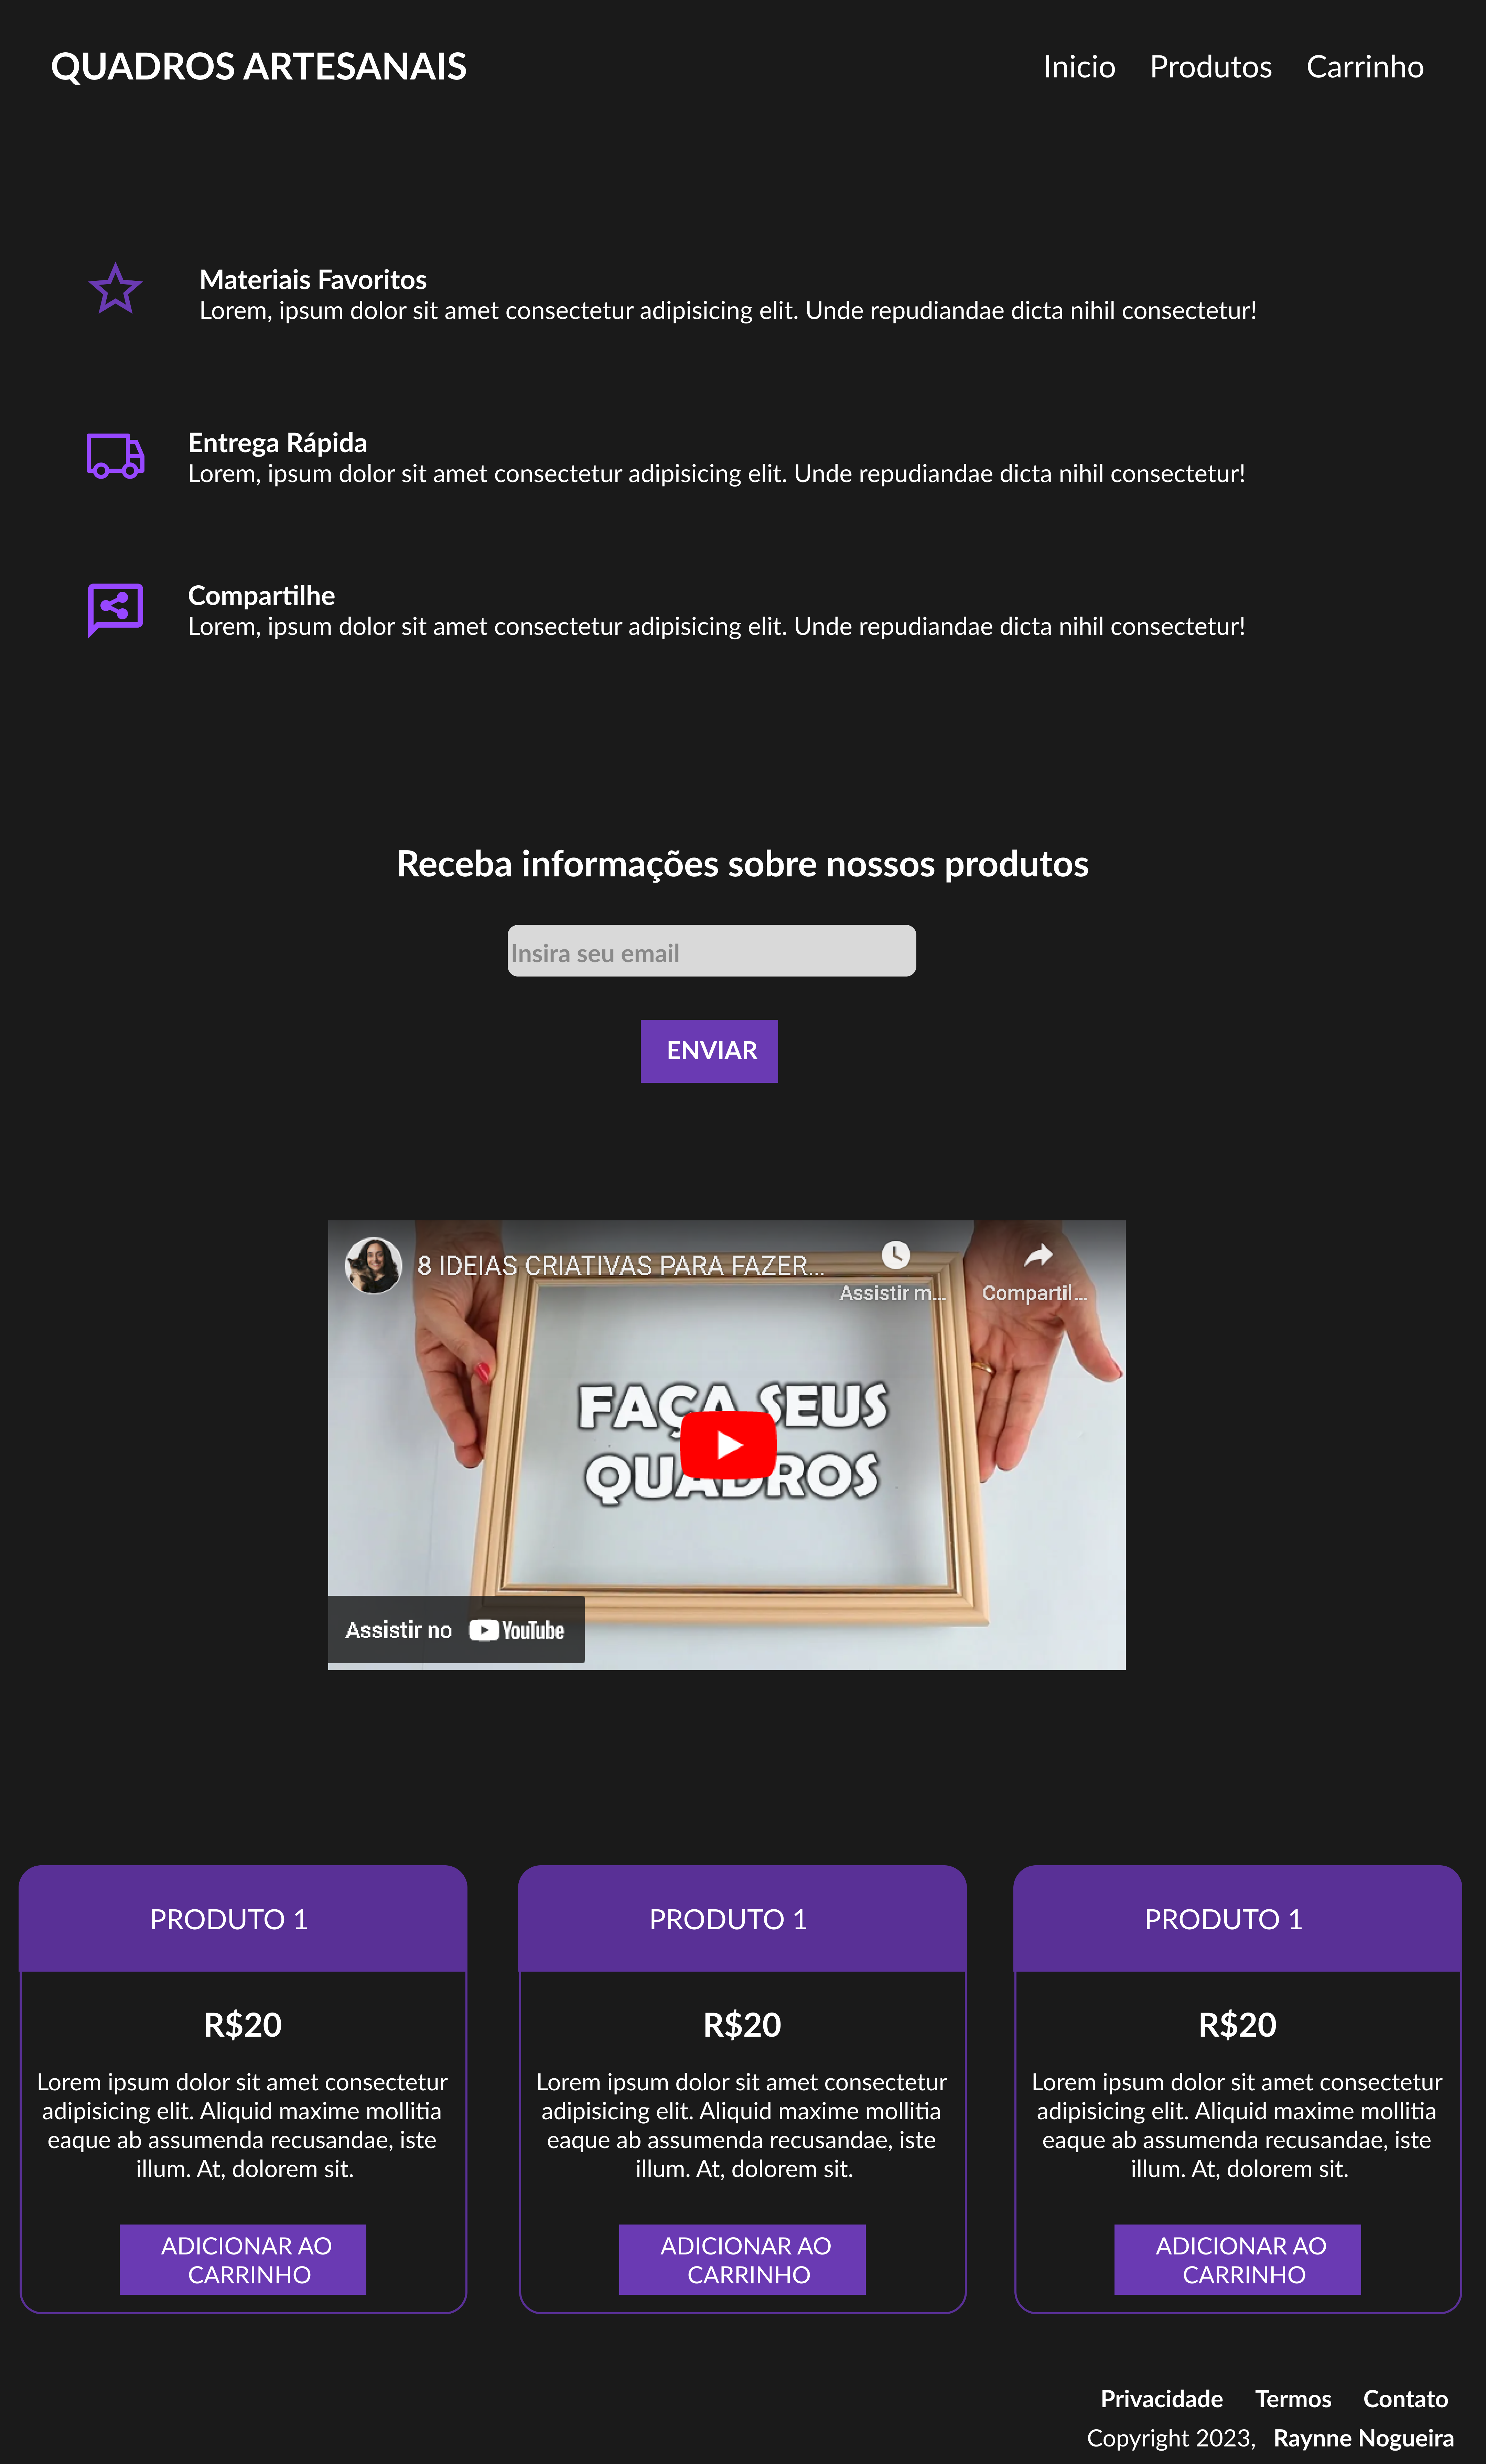 QUADROS ARTESANAIS
Inicio Produtos Carrinho
Materiais Favoritos
Lorem, ipsum dolor sit amet consectetur adipisicing elit. Unde repudiandae dicta nihil consectetur!
Entrega Rápida
Lorem, ipsum dolor sit amet consectetur adipisicing elit. Unde repudiandae dicta nihil consectetur!
Compartilhe
Lorem, ipsum dolor sit amet consectetur adipisicing elit. Unde repudiandae dicta nihil consectetur!
Receba informações sobre nossos produtos
Insira seu email
ENVIAR
8 IDEIAS CRIATIVAS PARA FAZER...
Assistir m...
Compartil...
FAÇA SEUS
QUADROS
Assistir no YouTube
PRODUTO 1
R$20
Lorem ipsum dolor sit amet consectetur
adipisicing elit. Aliquid maxime mollitia
eaque ab assumenda recusandae, iste
illum. At, dolorem sit.
ADICIONAR AO
CARRINHO
PRODUTO 1
R$20
Lorem ipsum dolor sit amet consectetur
adipisicing elit. Aliquid maxime mollitia
eaque ab assumenda recusandae, iste
illum. At, dolorem sit.
ADICIONAR AO
CARRINHO
PRODUTO 1
R$20
Lorem ipsum dolor sit amet consectetur
adipisicing elit. Aliquid maxime mollitia
eaque ab assumenda recusandae, iste
illum. At, dolorem sit.
ADICIONAR AO
CARRINHO
Privacidade Termos Contato
Copyright 2023, Raynne Nogueira